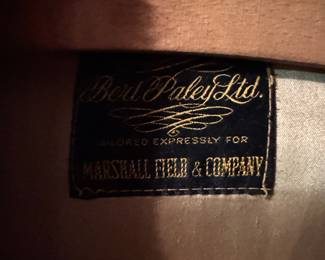 Bert Paley Ltd.
TAILORED EXPRESSLY FOR
MARSHALL FIELD & COMPANY